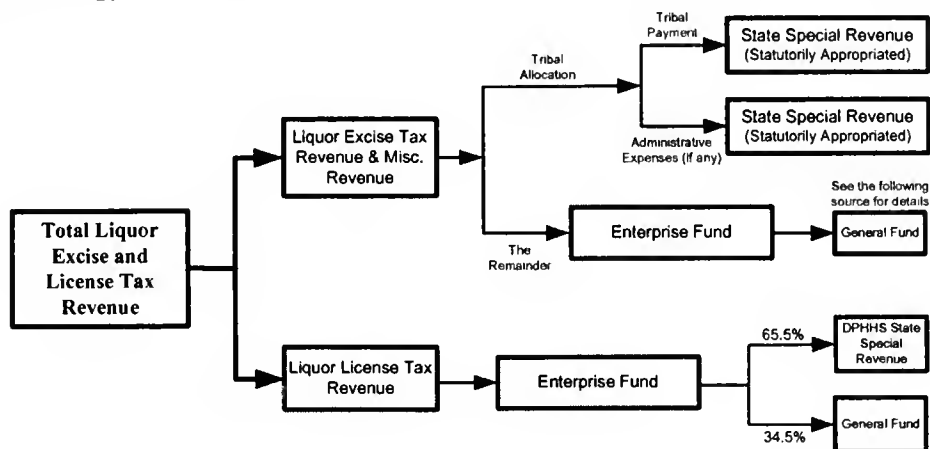 Tribal
Payment
State Special Revenue
(Statutorily Appropriated)
Tribal
Allocation
State Special Revenue
(Statutorily Appropriated)
Administrative
Expenses (If any)
Liquor Excise Tax
Revenue & Misc.
Revenue
See the following
source for details
Enterprise Fund
General Fund
The
Remainder
Total Liquor
Excise and
License Tax
Revenue
65.5%
DPHHS State
Special
Revenue
Liquor License Tax
Revenue
Enterprise Fund
34.5%
General Fund